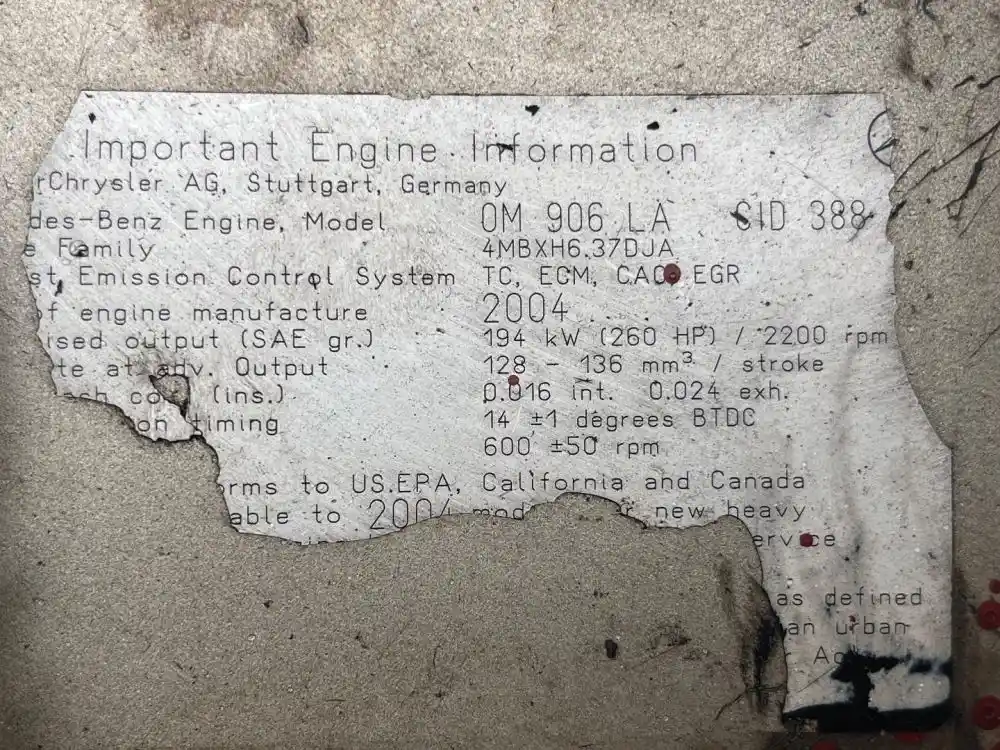 Important Engine Information
rChrysler AG, Stuttgart, Germany
des-Benz Engine, Model OM 906 LA SID 388
e Family 4MBXH6.37DJA
st Emission Control System TC, ECM, CAC, EGR
of engine manufacture 2004
ised output (SAE gr.) 194 kW (260 HP) / 2200 rpm
te at adv. Output 128 - 136 mm³ / stroke
(ins.) 0.016 int. 0.024 exh.
on timing 14 ±1 degrees BTDC
600 ±50 rpm
rms to US.EPA, California and Canada
able to 2004 new heavy
ervice
as defined
an urban